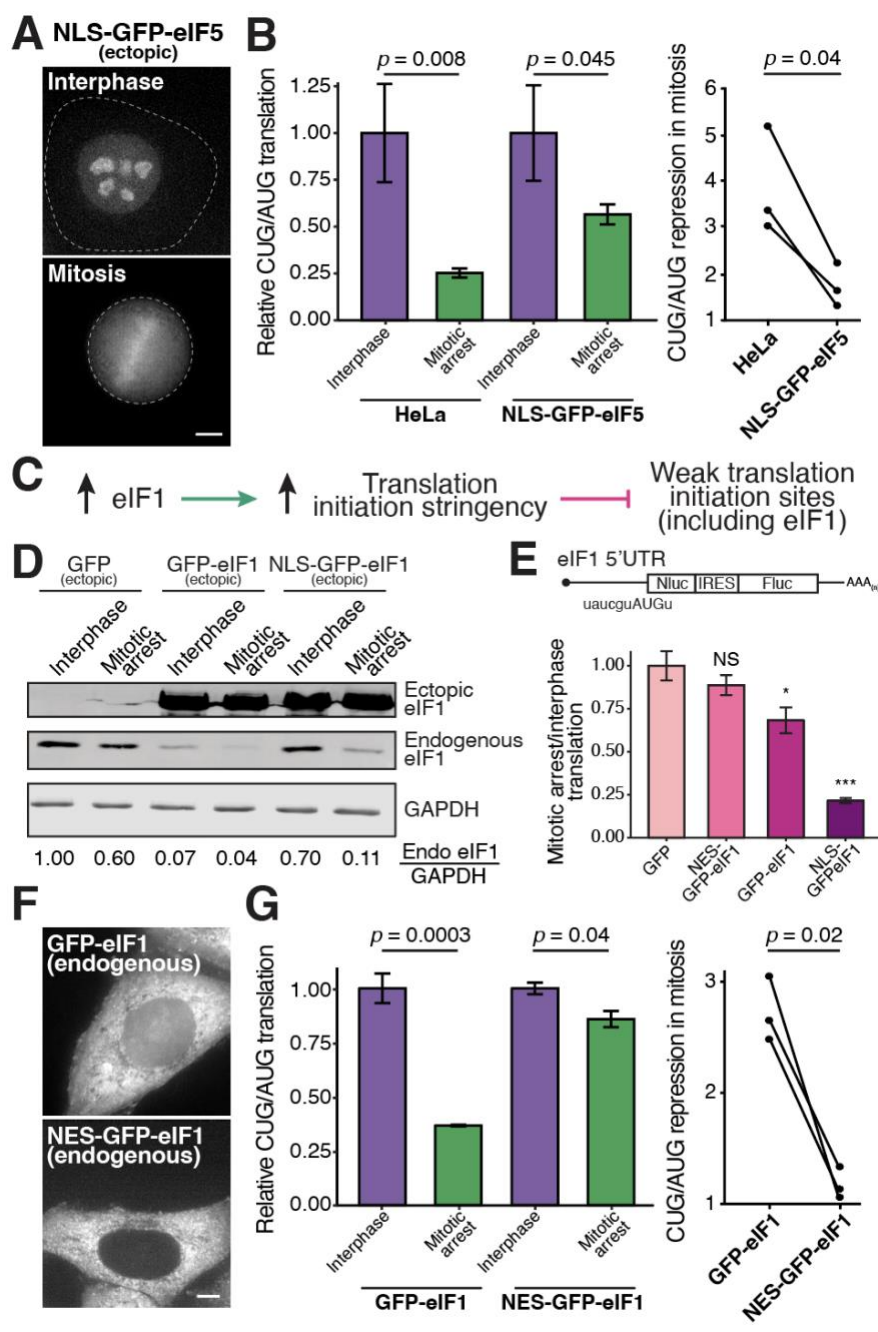 A
NLS-GFP-eIF5
(ectopic)
Interphase
Mitosis
B
p = 0.008
p = 0.045
Relative CUG/AUG translation
1.25
1.00
0.75
0.50
0.25
0.00
Interphase
Mitotic
arrest
Interphase
Mitotic
arrest
HeLa
NLS-GFP-eIF5
p = 0.04
CUG/AUG repression in mitosis
6
5
4
3
2
1
HeLa
NLS-GFP-eIF5
C
eIF1
Translation
initiation stringency
Weak translation
initiation sites
(including eIF1)
D
GFP
(ectopic)
GFP-eIF1
(ectopic)
NLS-GFP-eIF1
(ectopic)
Interphase
Mitotic
arrest
Interphase
Mitotic
arrest
Interphase
Mitotic
arrest
Ectopic
eIF1
Endogenous
eIF1
GAPDH
1.00 0.60 0.07 0.04 0.70 0.11
Endo eIF1
GAPDH
E
eIF1 5'UTR
Nluc IRES Fluc
AAA(n)
uaucguAUGu
Mitotic arrest/interphase
translation
1.00
0.75
0.50
0.25
0.00
NS
*
***
GFP
NES-
GFP-eIF1
GFP-eIF1
NLS-
GFPeIF1
F
GFP-eIF1
(endogenous)
NES-GFP-eIF1
(endogenous)
G
p = 0.0003
p = 0.04
Relative CUG/AUG translation
1.00
0.75
0.50
0.25
0.00
Interphase
Mitotic
arrest
Interphase
Mitotic
arrest
GFP-eIF1
NES-GFP-eIF1
p = 0.02
CUG/AUG repression in mitosis
3
2
1
GFP-eIF1
NES-GFP-eIF1